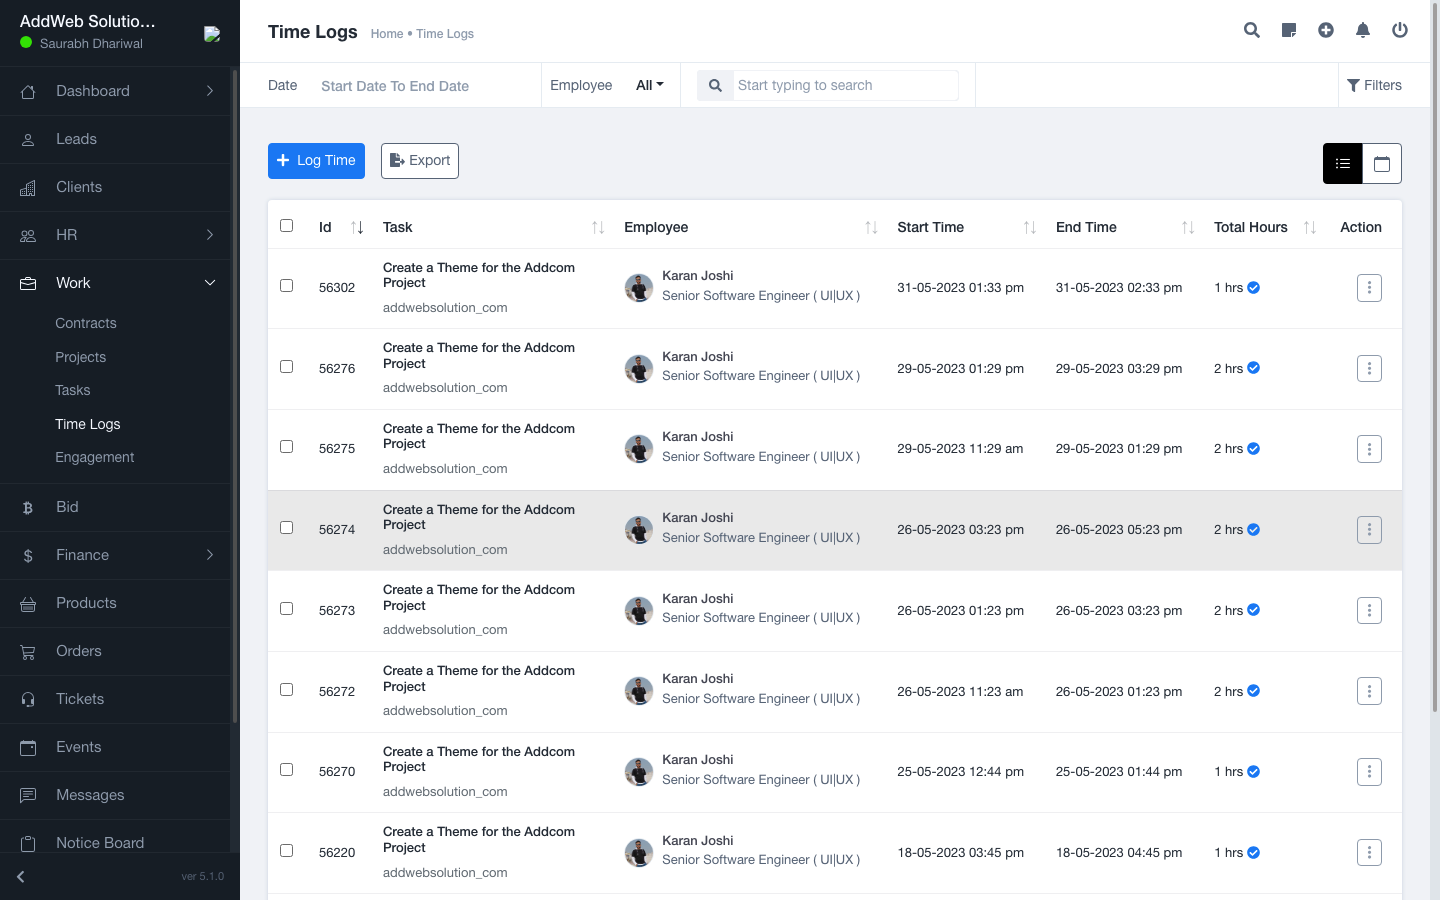 AddWeb Solutio...
Saurabh Dhariwal
Dashboard
Leads
Clients
HR
Work
Contracts
Projects
Tasks
Time Logs
Engagement
Bid
Finance
Products
Orders
Tickets
Events
Messages
Notice Board
ver 5.1.0
Time Logs Home • Time Logs
Date Start Date To End Date Employee All Start typing to search Filters
Log Time Export
Id Task Employee Start Time End Time Total Hours Action
Create a Theme for the Addcom
Project
addwebsolution_com
56302 Karan Joshi
Senior Software Engineer ( UI|UX )
31-05-2023 01:33 pm 31-05-2023 02:33 pm 1 hrs
Create a Theme for the Addcom
Project
addwebsolution_com
56276 Karan Joshi
Senior Software Engineer ( UI|UX )
29-05-2023 01:29 pm 29-05-2023 03:29 pm 2 hrs
Create a Theme for the Addcom
Project
addwebsolution_com
56275 Karan Joshi
Senior Software Engineer ( UI|UX )
29-05-2023 11:29 am 29-05-2023 01:29 pm 2 hrs
Create a Theme for the Addcom
Project
addwebsolution_com
56274 Karan Joshi
Senior Software Engineer ( UI|UX )
26-05-2023 03:23 pm 26-05-2023 05:23 pm 2 hrs
Create a Theme for the Addcom
Project
addwebsolution_com
56273 Karan Joshi
Senior Software Engineer ( UI|UX )
26-05-2023 01:23 pm 26-05-2023 03:23 pm 2 hrs
Create a Theme for the Addcom
Project
addwebsolution_com
56272 Karan Joshi
Senior Software Engineer ( UI|UX )
26-05-2023 11:23 am 26-05-2023 01:23 pm 2 hrs
Create a Theme for the Addcom
Project
addwebsolution_com
56270 Karan Joshi
Senior Software Engineer ( UI|UX )
25-05-2023 12:44 pm 25-05-2023 01:44 pm 1 hrs
Create a Theme for the Addcom
Project
addwebsolution_com
56220 Karan Joshi
Senior Software Engineer ( UI|UX )
18-05-2023 03:45 pm 18-05-2023 04:45 pm 1 hrs